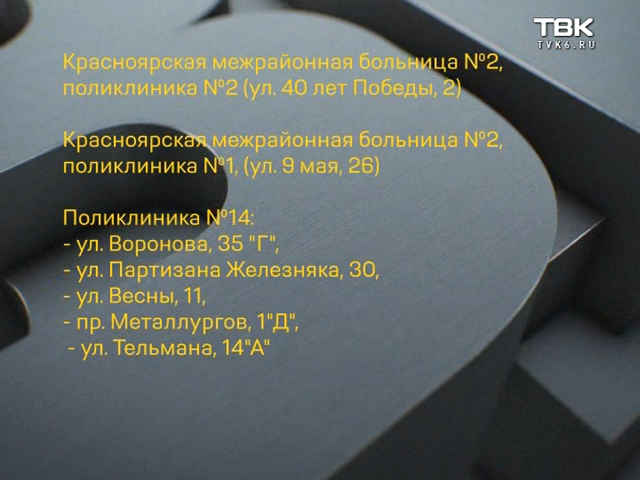 ТВК
TVK6.RU
Красноярская межрайонная больница №2,
поликлиника №2 (ул. 40 лет Победы, 2)
Красноярская межрайонная больница №2,
поликлиника №1, (ул. 9 мая, 26)
Поликлиника №14:
- ул. Воронова, 35 "Г",
- ул. Партизана Железняка, 30,
- ул. Весны, 11,
- пр. Металлургов, 1"Д",
- ул. Тельмана, 14"А"